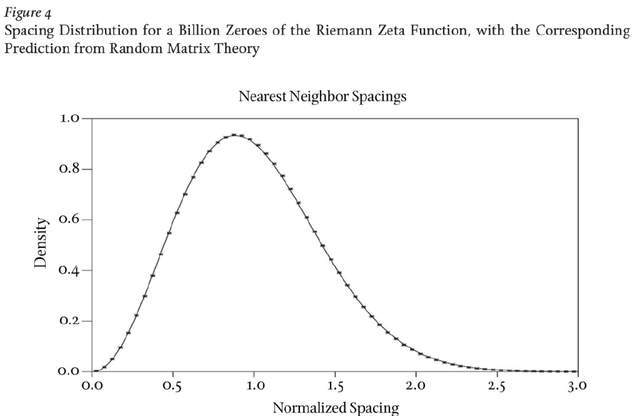 Figure 4
Spacing Distribution for a Billion Zeroes of the Riemann Zeta Function, with the Corresponding
Prediction from Random Matrix Theory
Nearest Neighbor Spacings
1.0
0.8
0.6
0.4
0.2
0.0
Density
0.0 0.5 1.0 1.5 2.0 2.5 3.0
Normalized Spacing